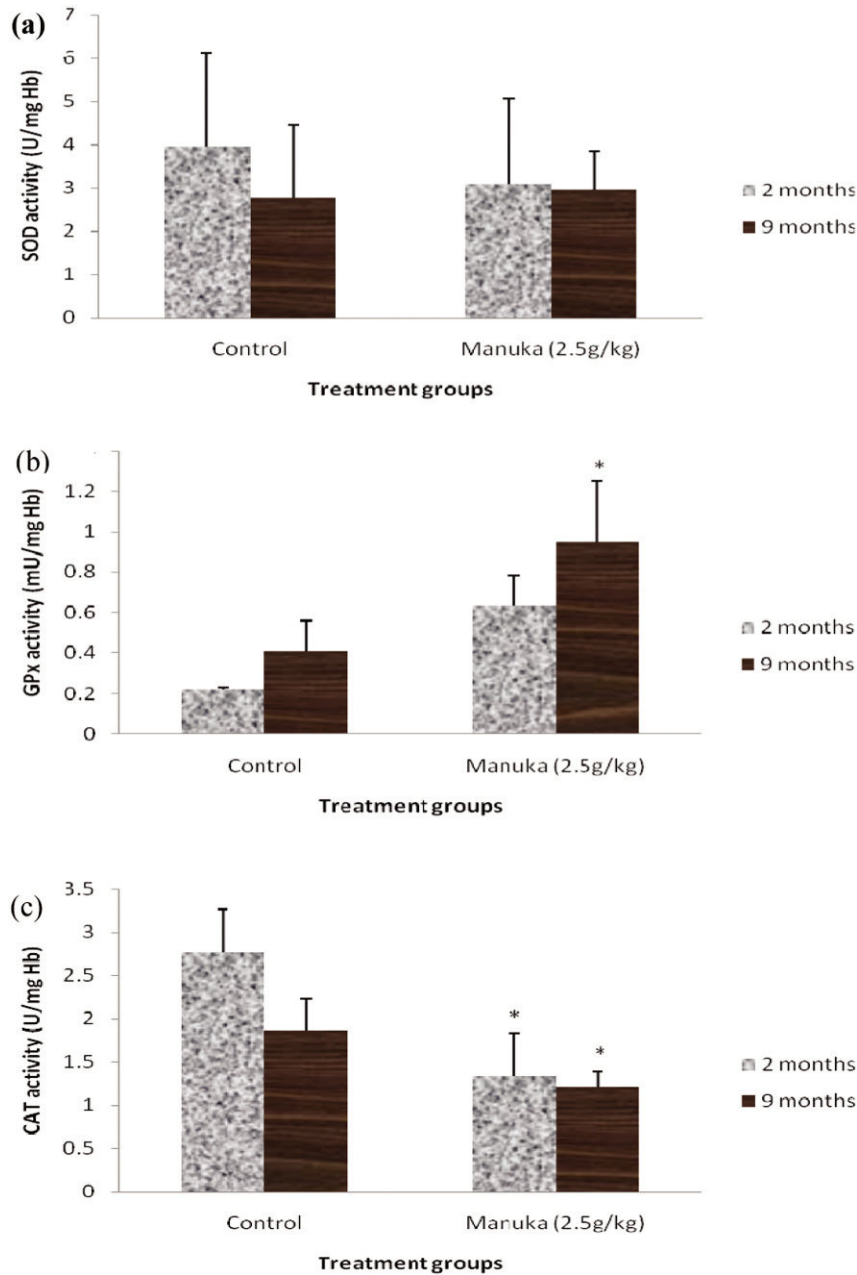 (a)
SOD activity (U/mg Hb)
7
6
5
4
3
2
1
0
Control
Manuka (2.5g/kg)
Treatment groups
2 months
9 months
(b)
GPx activity (mU/mg Hb)
1.2
1
0.8
0.6
0.4
0.2
0
*
Control
Manuka (2.5g/kg)
Treatment groups
2 months
9 months
(c)
CAT activity (U/mg Hb)
3.5
3
2.5
2
1.5
1
0.5
0
*
*
Control
Manuka (2.5g/kg)
Treatment groups
2 months
9 months